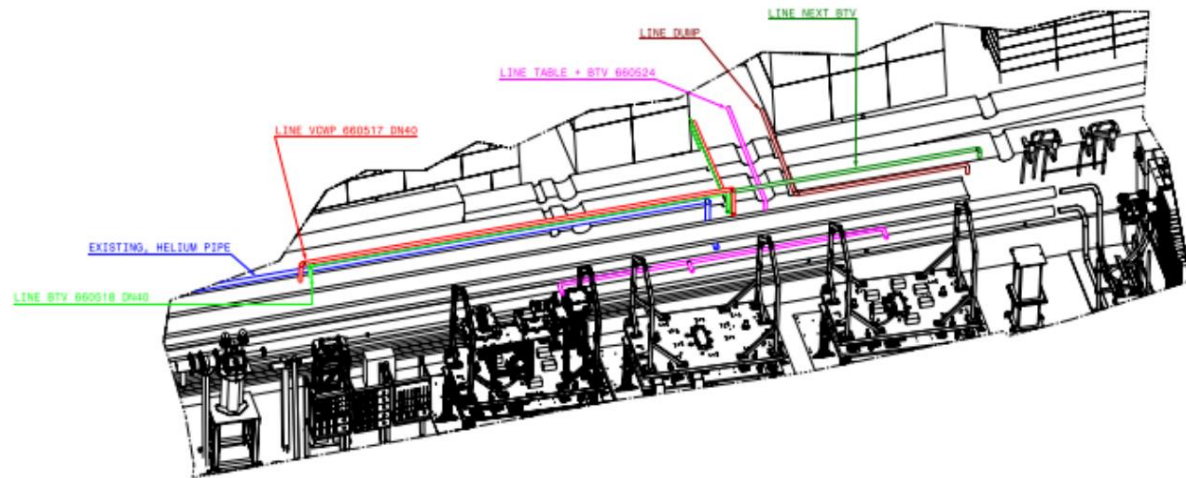 LINE NEXT BTV
LINE DUMP
LINE TABLE + BTV 660524
LINE VCWP 660517 DN40
EXISTING, HELIUM PIPE
LINE BTV 660518 DN40